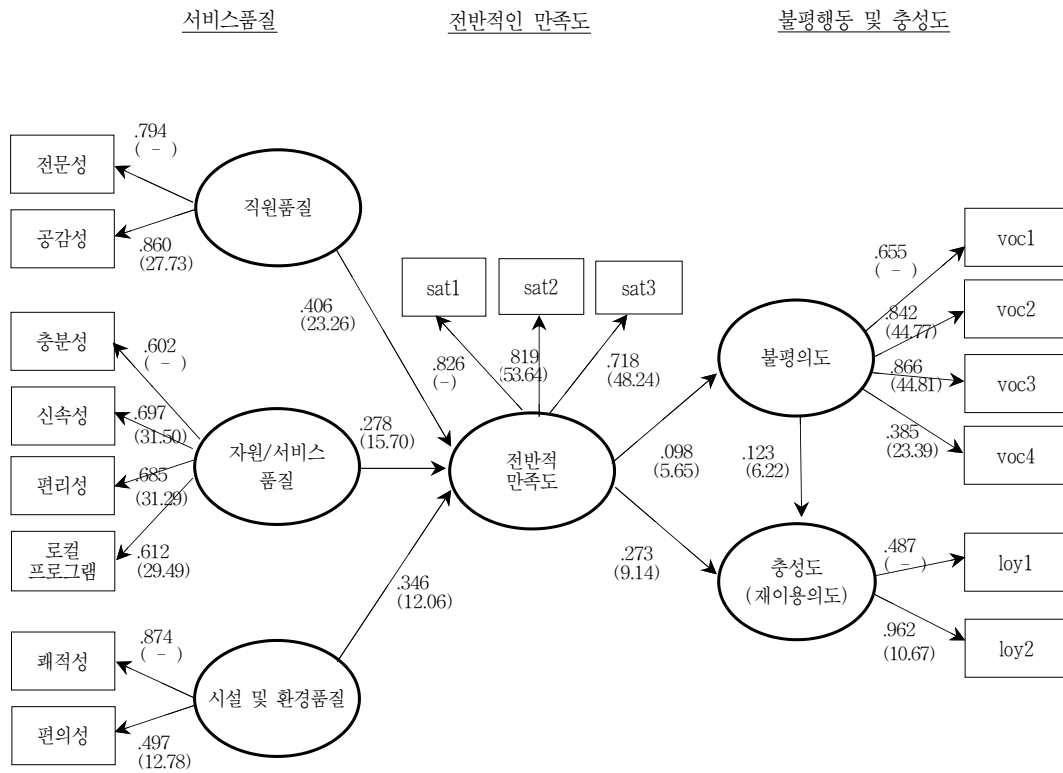 서비스품질
전반적인 만족도
불평행동 및 충성도
전문성
.794
( - )
공감성
.860
(27.73)
직원품질
.406
(23.26)
충분성
.602
( - )
신속성
.697
(31.50)
편리성
.685
(31.29)
로컬
프로그램
.612
(29.49)
자원/서비스
품질
.278
(15.70)
쾌적성
.874
( - )
편의성
.497
(12.78)
시설 및 환경품질
.346
(12.06)
sat1
sat2
sat3
.826
(-)
.819
(53.64)
.718
(48.24)
전반적
만족도
.098
(5.65)
.273
(9.14)
불평의도
.123
(6.22)
충성도
(재이용의도)
.655
( - )
voc1
.842
(44.77)
voc2
.866
(44.81)
voc3
.385
(23.39)
voc4
.487
( - )
loy1
.962
(10.67)
loy2